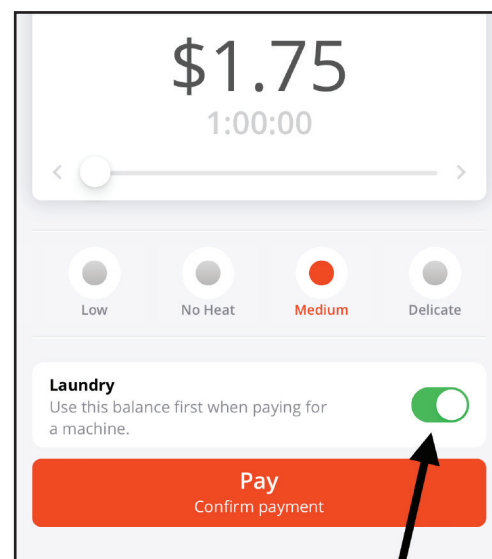 $1.75
1:00:00
< >
Low No Heat Medium Delicate
Laundry
Use this balance first when paying for
a machine.
Pay
Confirm payment